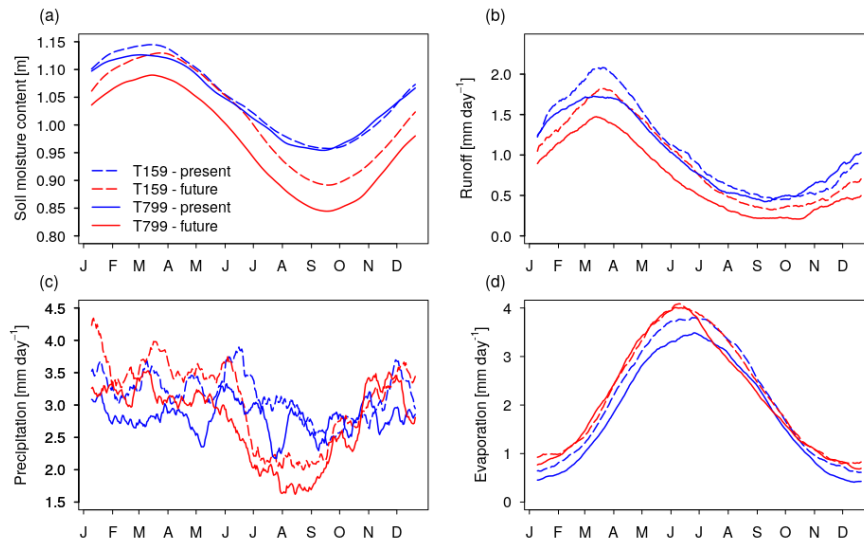 (a)
Soil moisture content [m]
1.15
1.10
1.05
1.00
0.95
0.90
0.85
0.80
T159 - present
T159 - future
T799 - present
T799 - future
J F M A M J J A S O N D
(b)
Runoff [mm day⁻¹]
2.0
1.5
1.0
0.5
0.0
J F M A M J J A S O N D
(c)
Precipitation [mm day⁻¹]
4.5
4.0
3.5
3.0
2.5
2.0
1.5
J F M A M J J A S O N D
(d)
Evaporation [mm day⁻¹]
4
3
2
1
0
J F M A M J J A S O N D